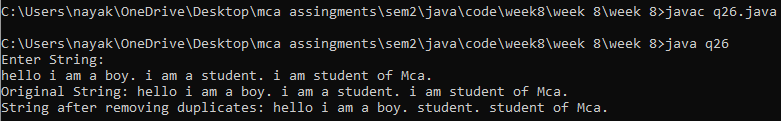 C:\Users\nayak\OneDrive\Desktop\mca assingments\sem2\java\code\week8\week 8\week 8>javac q26.java
C:\Users\nayak\OneDrive\Desktop\mca assingments\sem2\java\code\week8\week 8\week 8>java q26
Enter String:
hello i am a boy. i am a student. i am student of Mca.
Original String: hello i am a boy. i am a student. i am student of Mca.
String after removing duplicates: hello i am a boy. student. student of Mca.